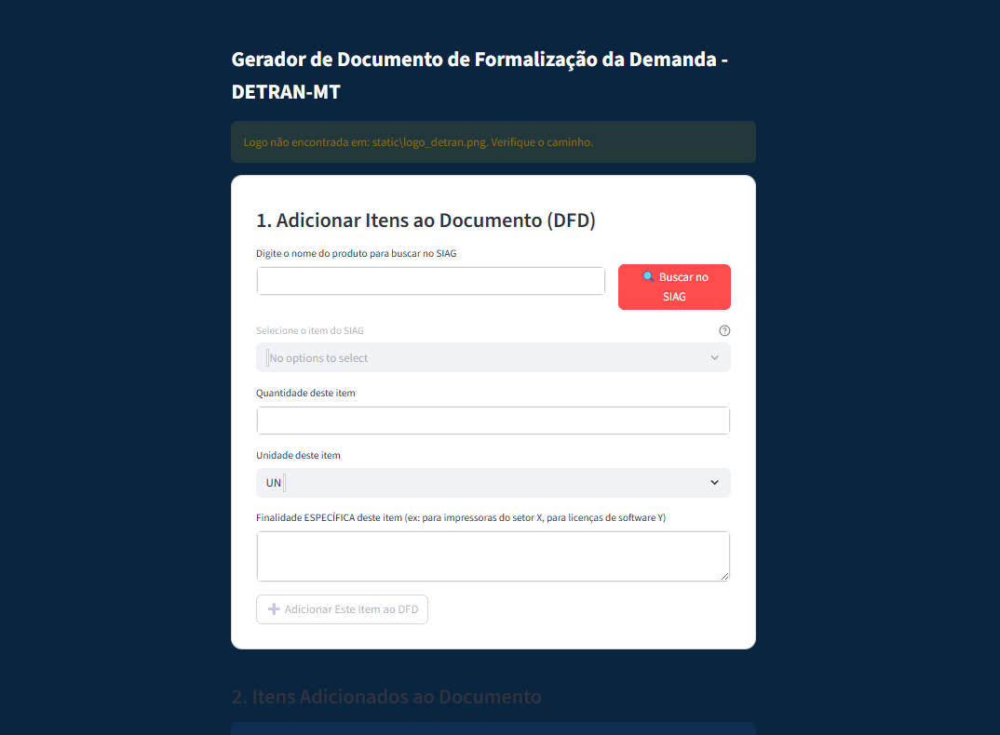 Gerador de Documento de Formalização da Demanda -
DETRAN-MT
Logo não encontrada em: static\logo_detran.png. Verifique o caminho.
1. Adicionar Itens ao Documento (DFD)
Digite o nome do produto para buscar no SIAG
Buscar no
SIAG
Selecione o item do SIAG
No options to select
Quantidade deste item
Unidade deste item
UN
Finalidade ESPECÍFICA deste item (ex: para impressoras do setor X, para licenças de software Y)
Adicionar Este Item ao DFD
2. Itens Adicionados ao Documento